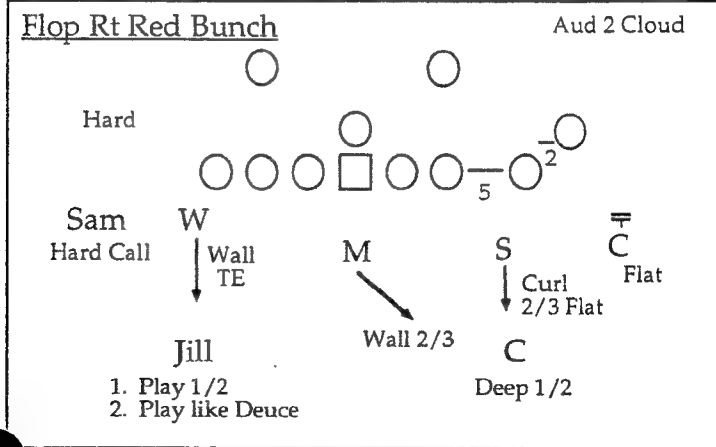 Flop Rt Red Bunch
Aud 2 Cloud
Hard
2
5
Sam W
Hard Call
Wall
TE
M
S
C
Flat
Curl
2/3 Flat
Wall 2/3
Jill
C
1. Play 1/2
2. Play like Deuce
Deep 1/2